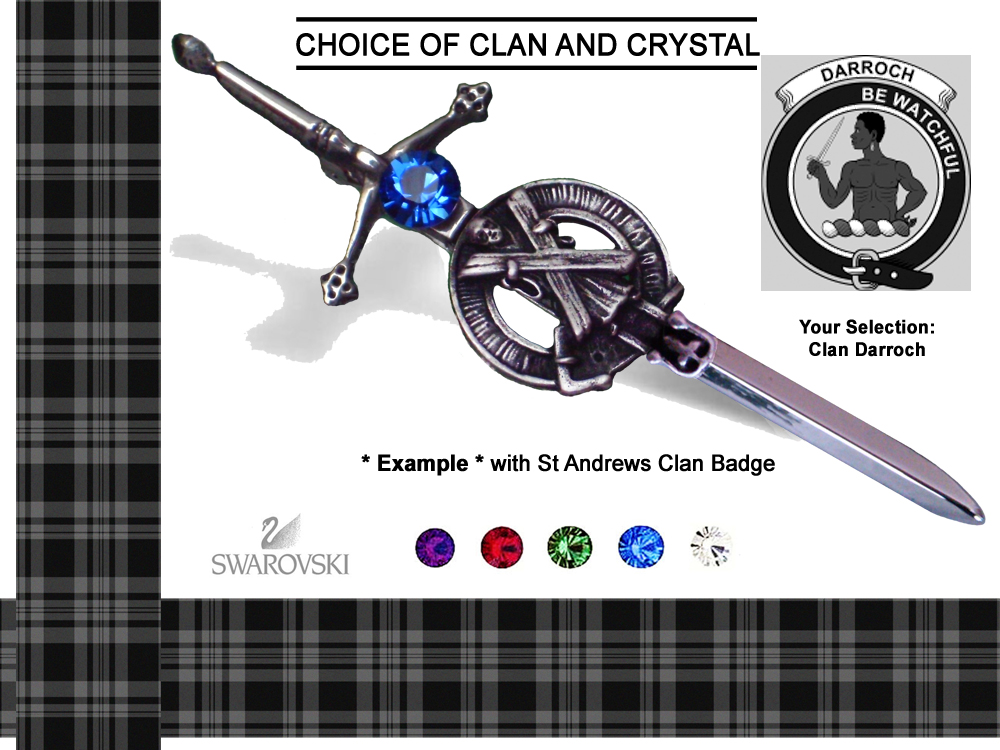 CHOICE OF CLAN AND CRYSTAL
DARROCH
BE WATCHFUL
Your Selection:
Clan Darroch
* Example * with St Andrews Clan Badge
SWAROVSKI